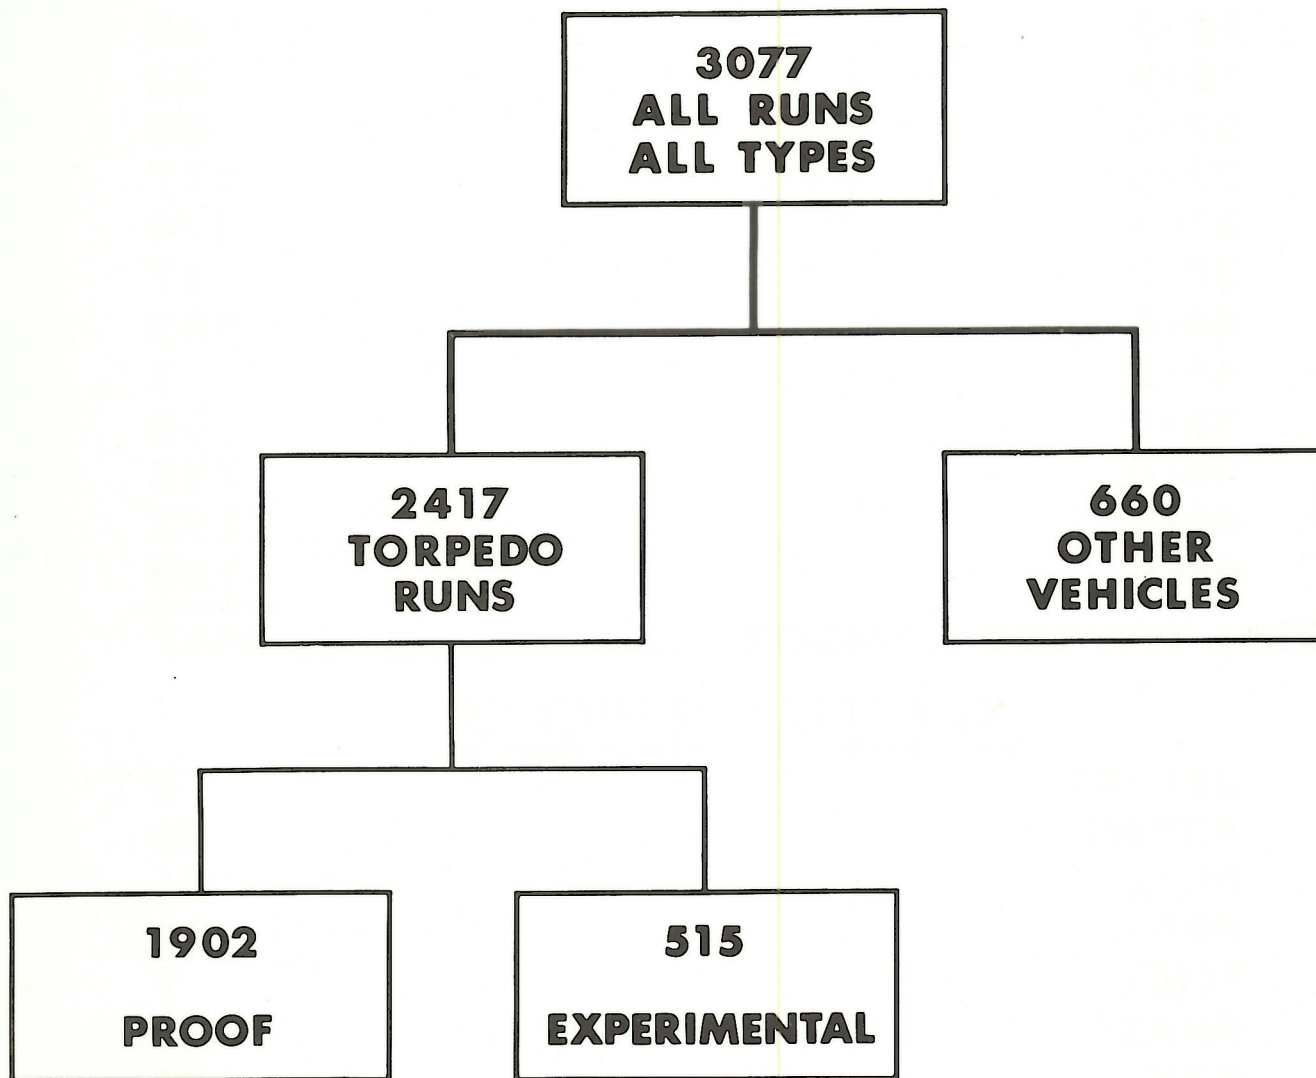 3077
ALL RUNS
ALL TYPES
2417
TORPEDO
RUNS
660
OTHER
VEHICLES
1902
PROOF
515
EXPERIMENTAL